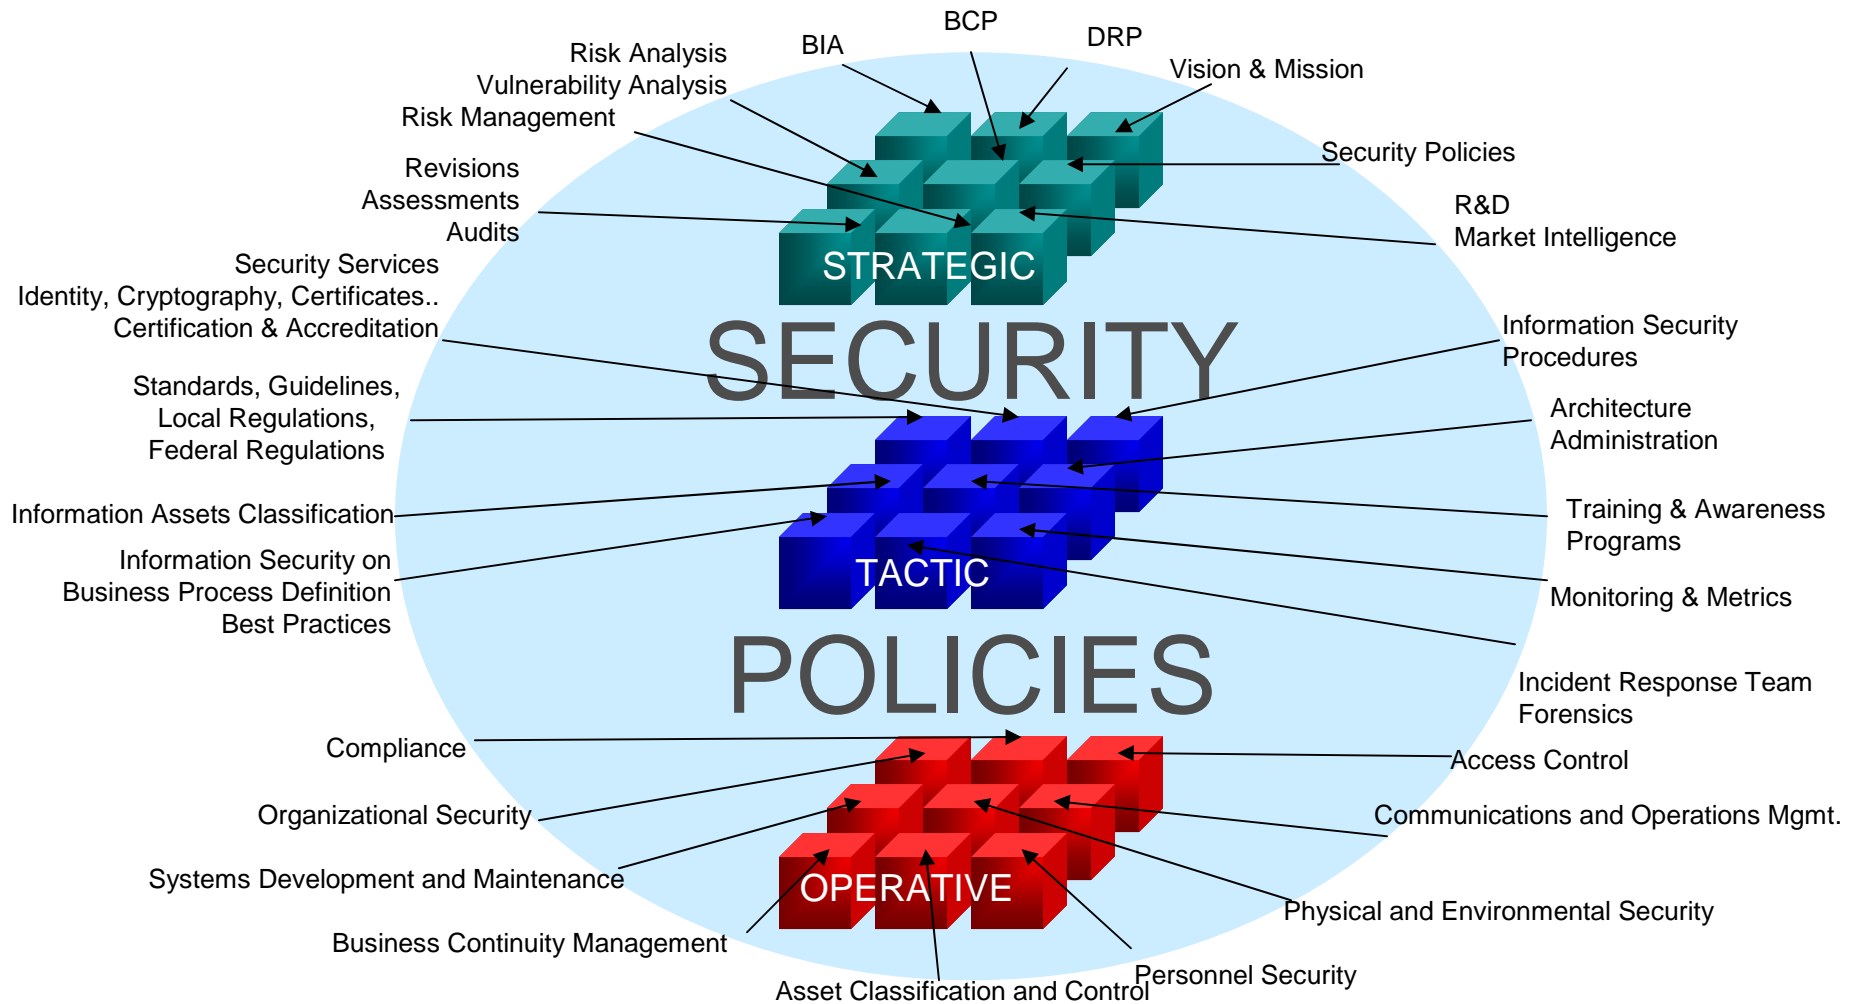 BCP
BIA
DRP
Risk Analysis
Vulnerability Analysis
Risk Management
Vision & Mission
Security Policies
Revisions
Assessments
Audits
R&D
Market Intelligence
STRATEGIC
Security Services
Identity, Cryptography, Certificates..
Certification & Accreditation
SECURITY
Information Security
Procedures
Standards, Guidelines,
Local Regulations,
Federal Regulations
Architecture
Administration
Information Assets Classification
Training & Awareness
Programs
Information Security on
Business Process Definition
Best Practices
TACTIC
Monitoring & Metrics
POLICIES
Incident Response Team
Forensics
Compliance
Access Control
Organizational Security
Communications and Operations Mgmt.
Systems Development and Maintenance
OPERATIVE
Physical and Environmental Security
Business Continuity Management
Personnel Security
Asset Classification and Control